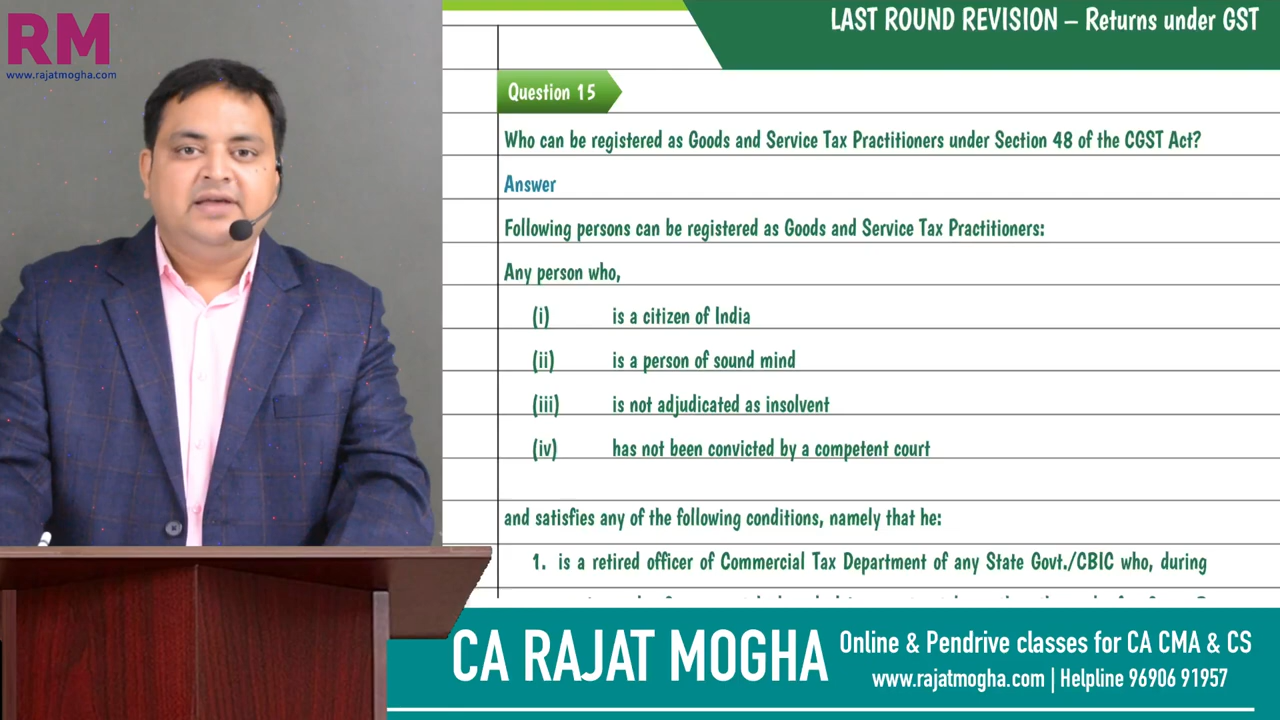 RM
www.rajatmogha.com
LAST ROUND REVISION – Returns under GST
Question 15
Who can be registered as Goods and Service Tax Practitioners under Section 48 of the CGST Act?
Answer
Following persons can be registered as Goods and Service Tax Practitioners:
Any person who,
(i) is a citizen of India
(ii) is a person of sound mind
(iii) is not adjudicated as insolvent
(iv) has not been convicted by a competent court
and satisfies any of the following conditions, namely that he:
1. is a retired officer of Commercial Tax Department of any State Govt./CBIC who, during
CA RAJAT MOGHA
Online & Pendrive classes for CA CMA & CS
www.rajatmogha.com | Helpline 96906 91957